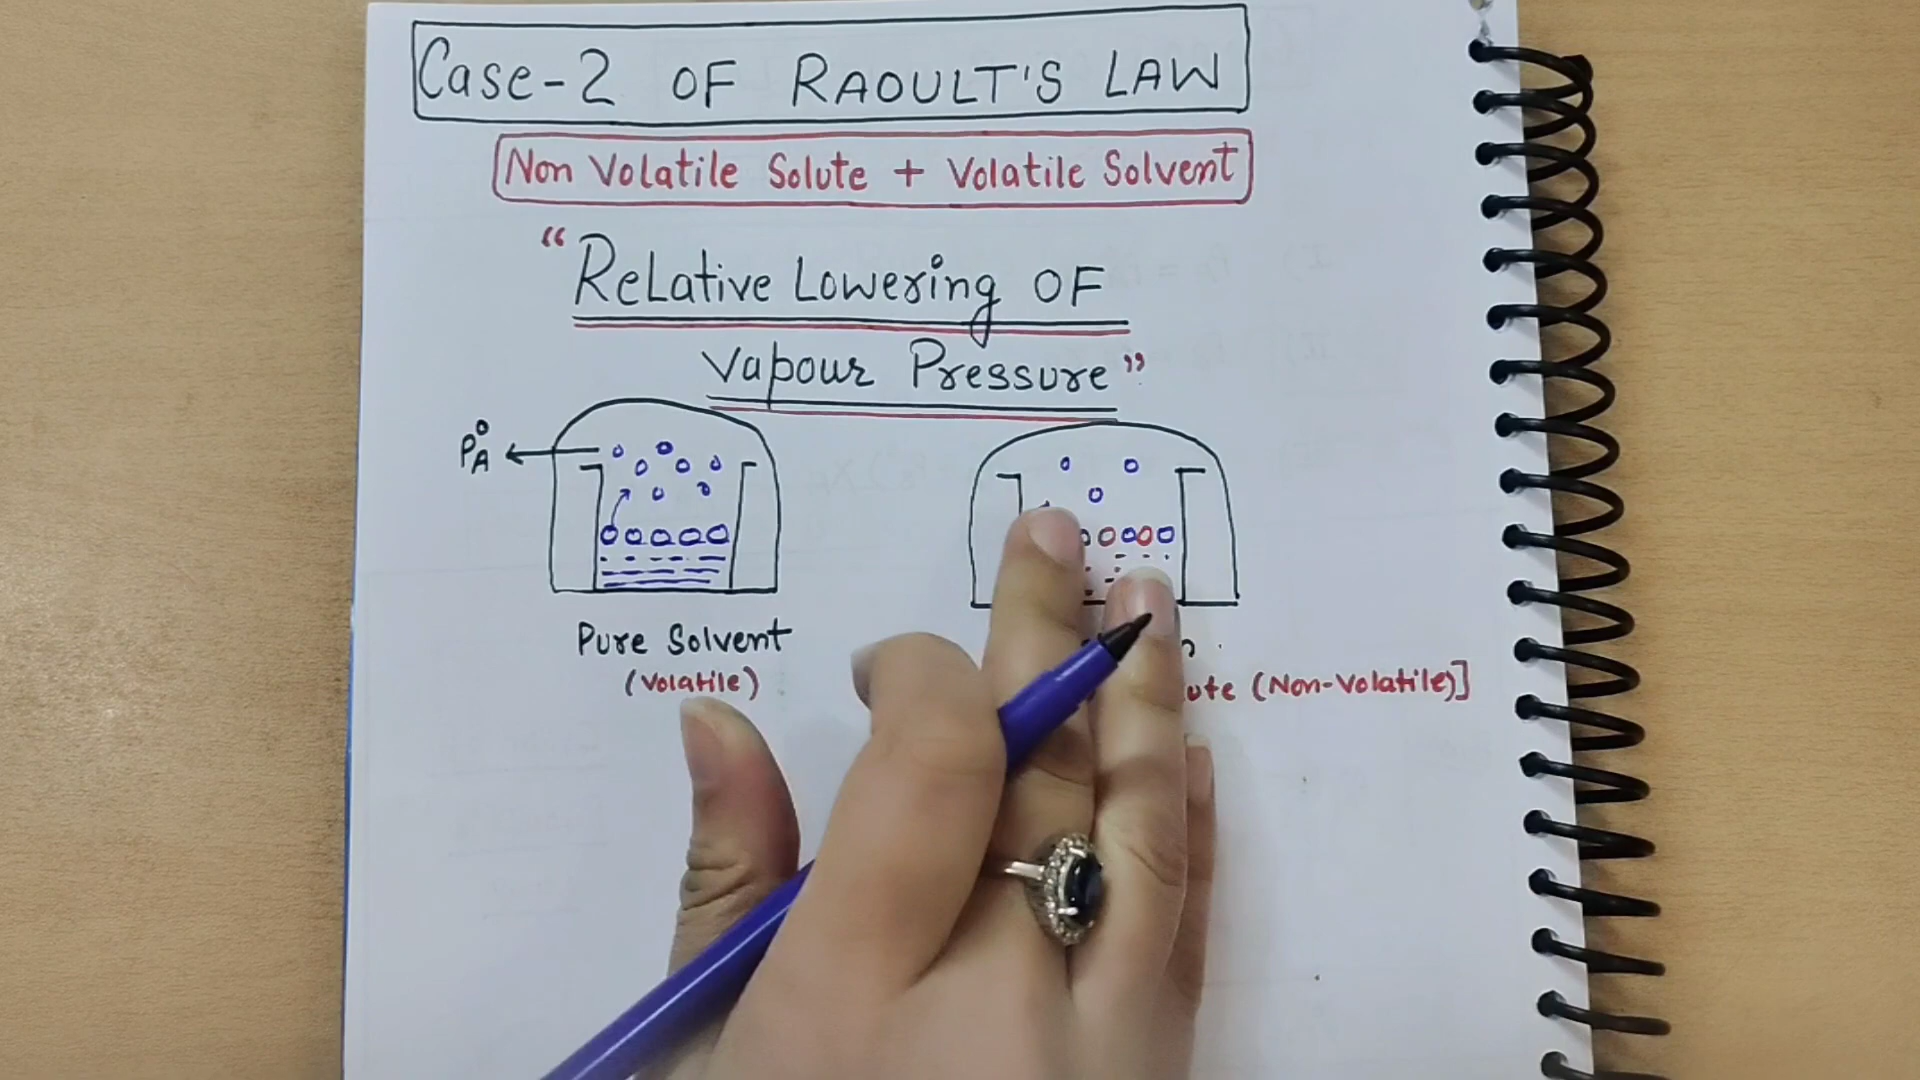 Case-2 OF RAOULT'S LAW
Non Volatile Solute + Volatile Solvent
“Relative Lowering OF
Vapour Pressure”
P°A
Pure Solvent
(Volatile)
(Non-Volatile)]